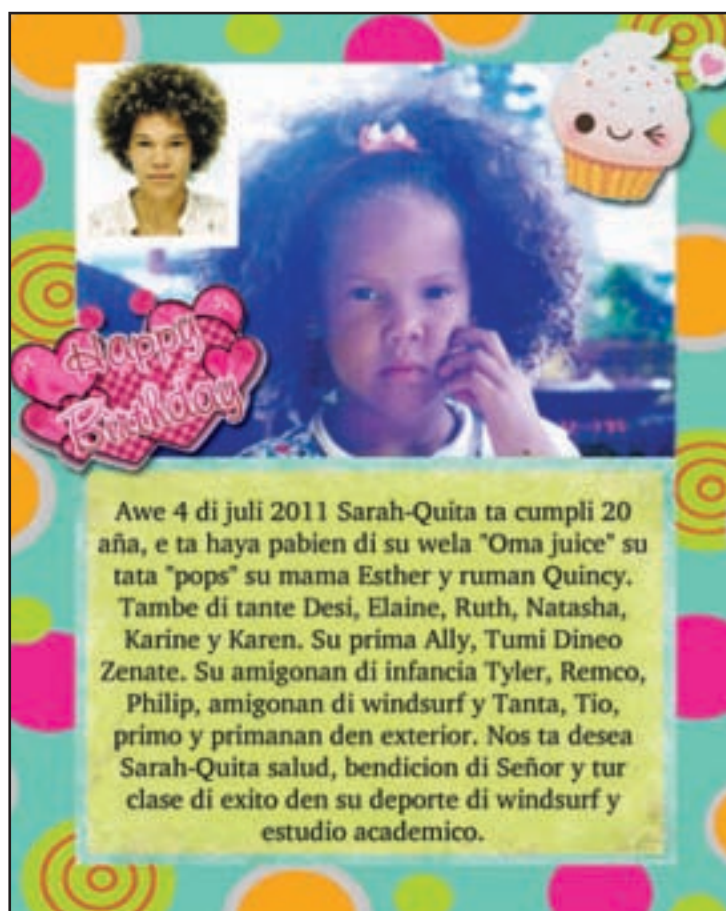 Happy
Birthday
Awe 4 di juli 2011 Sarah-Quita ta cumpli 20
aña, e ta haya pabien di su wela "Oma juice" su
tata "pops" su mama Esther y ruman Quincy.
Tambe di tante Desi, Elaine, Ruth, Natasha,
Karine y Karen. Su prima Ally, Tumi Dineo
Zenate. Su amigonan di infancia Tyler, Remco,
Philip, amigonan di windsurf y Tanta, Tio,
primo y primanan den exterior. Nos ta desea
Sarah-Quita salud, bendicion di Señor y tur
clase di exito den su deporte di windsurf y
estudio academico.